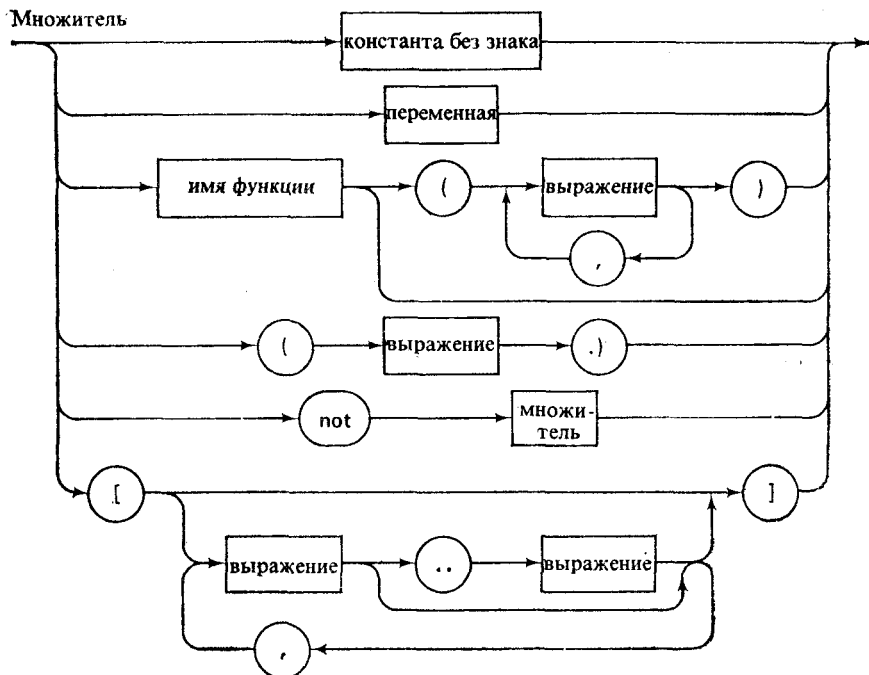 Множитель
константа без знака
переменная
имя функции ( выражение )
,
( выражение .)
not множи-
тель
[ ]
выражение .. выражение
,